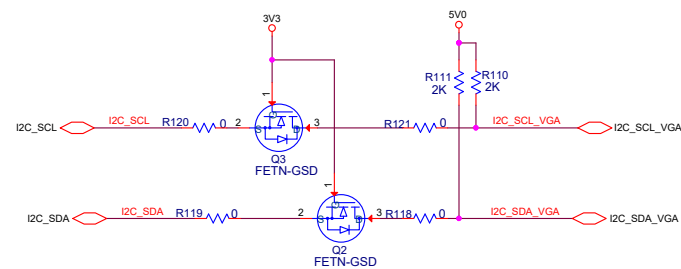 3V3
5V0
R111
2K
R110
2K
1
I2C_SCL
I2C_SCL
R120
0
2
G
S
D
3
R121
0
I2C_SCL_VGA
I2C_SCL_VGA
Q3
FETN-GSD
1
I2C_SDA
I2C_SDA
R119
0
2
G
S
D
3
R118
0
I2C_SDA_VGA
I2C_SDA_VGA
Q2
FETN-GSD